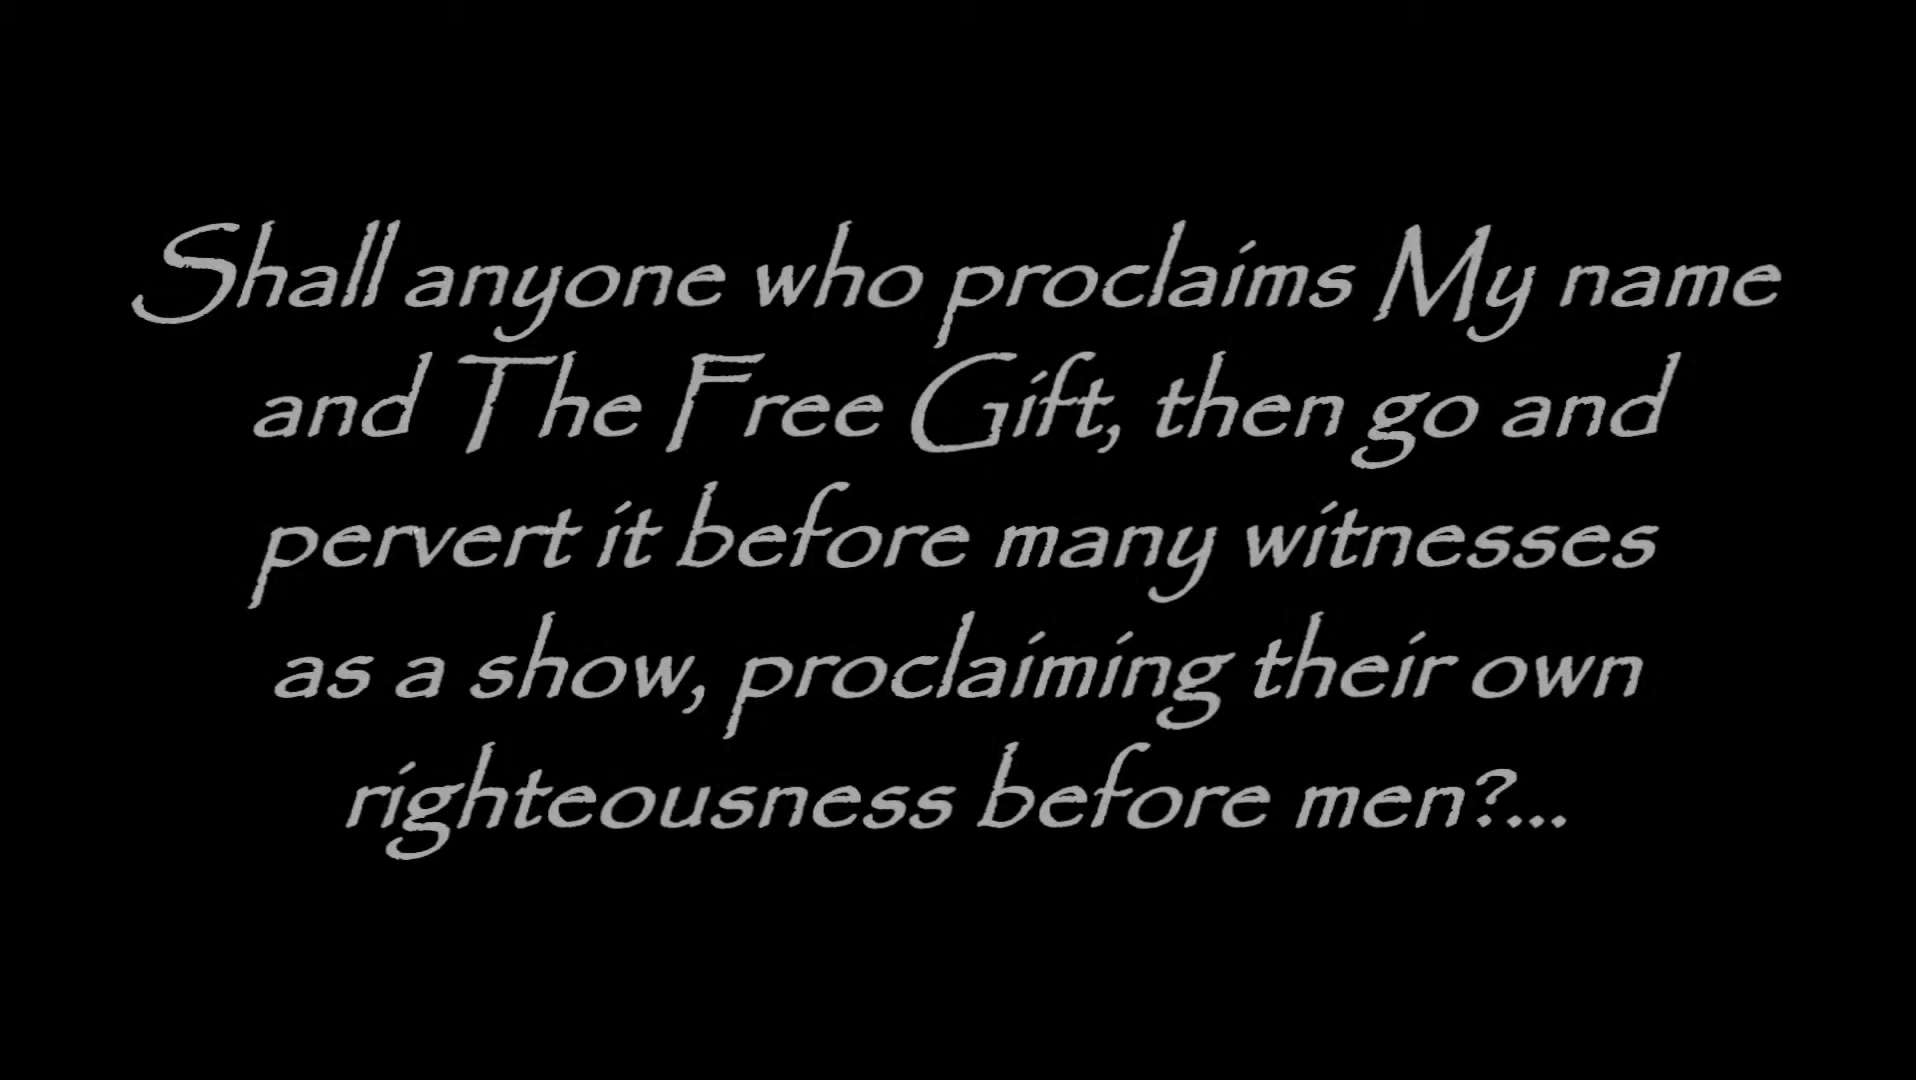 Shall anyone who proclaims My name
and The Free Gift, then go and
pervert it before many witnesses
as a show, proclaiming their own
righteousness before men?...